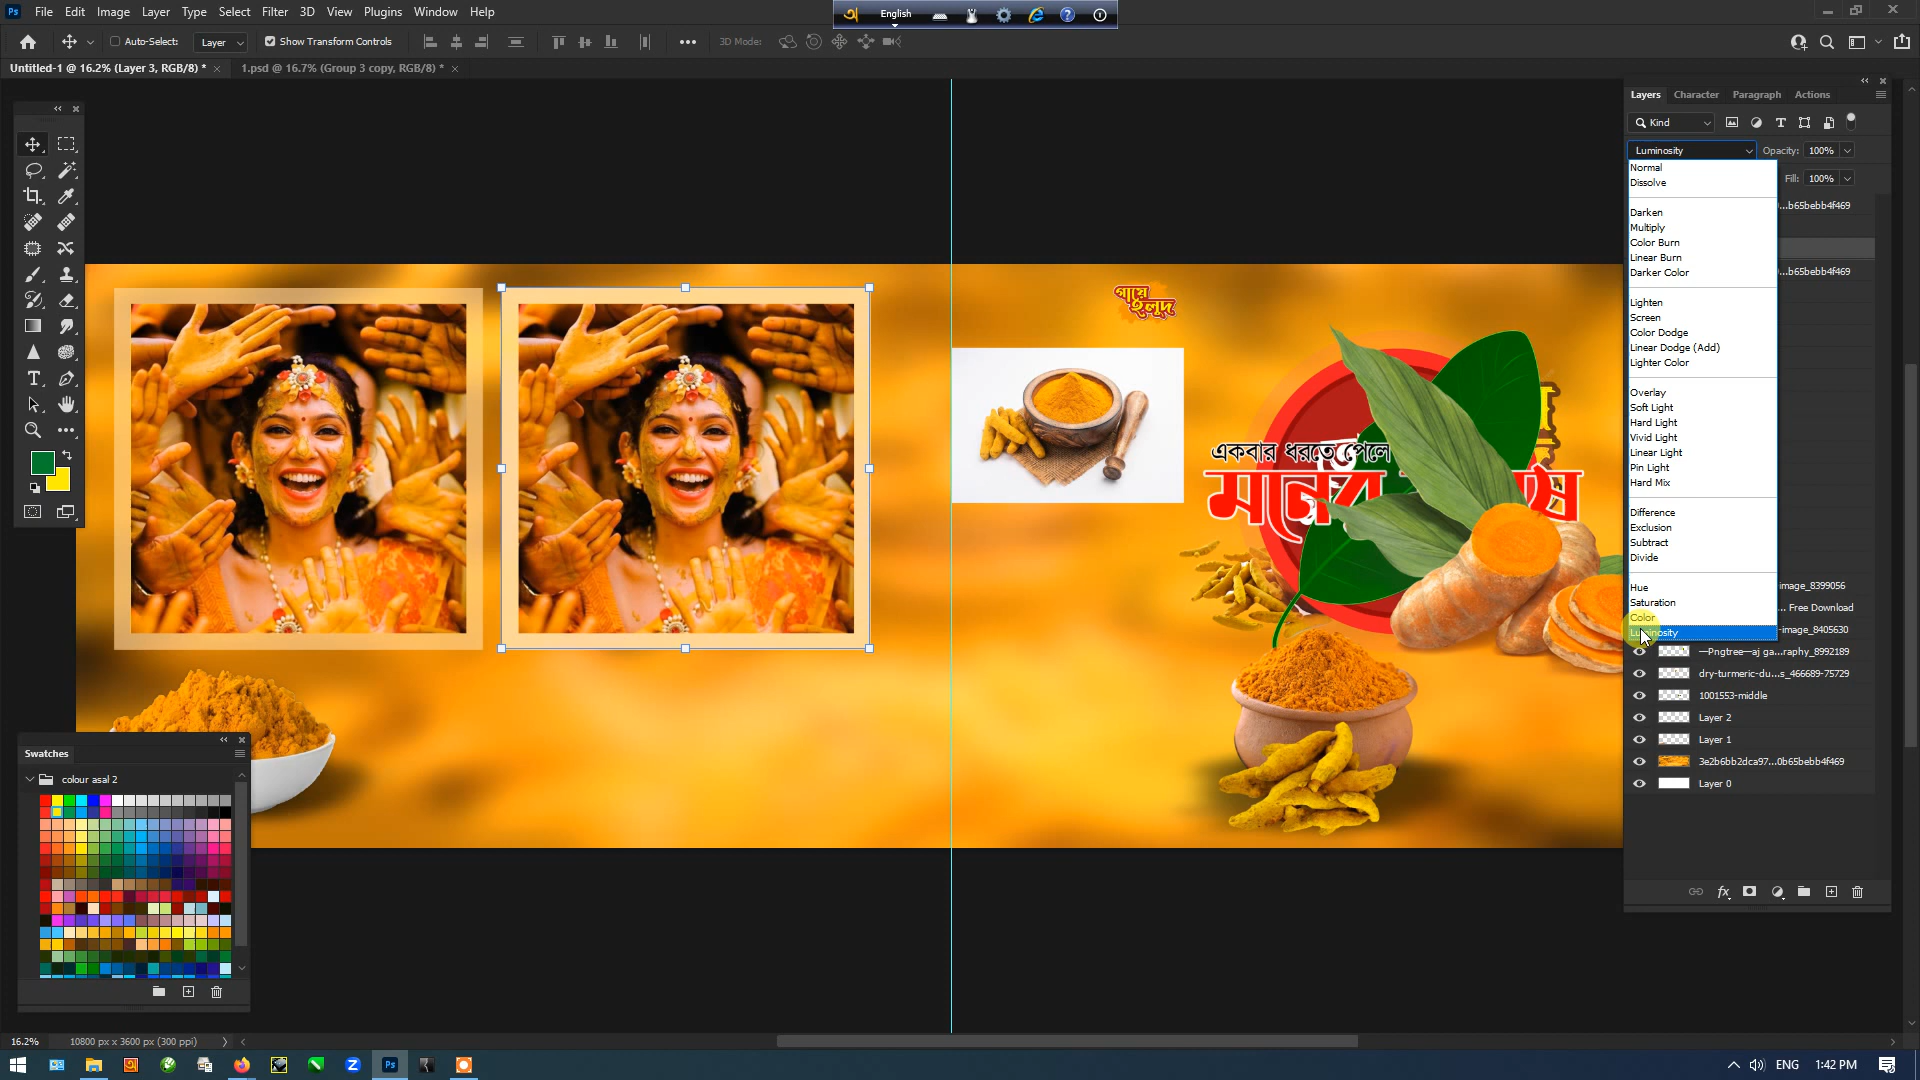 Ps File Edit Image Layer Type Select Filter 3D View Plugins Window Help
অ English
Auto-Select: Layer Show Transform Controls 3D Mode:
Untitled-1 @ 16.2% (Layer 3, RGB/8) * × 1.psd @ 16.7% (Group 3 copy, RGB/8) * ×
Layers Character Paragraph Actions
Kind
Luminosity Opacity: 100%
Fill: 100%
Normal
Dissolve
Darken
Multiply
Color Burn
Linear Burn
Darker Color
Lighten
Screen
Color Dodge
Linear Dodge (Add)
Lighter Color
Overlay
Soft Light
Hard Light
Vivid Light
Linear Light
Pin Light
Hard Mix
Difference
Exclusion
Subtract
Divide
Hue
Saturation
Color
Luminosity
...b65bebb4f469
...b65bebb4f469
image_8399056
... Free Download
-image_8405630
—Pngtree—aj ga...raphy_8992189
dry-turmeric-du...s_466689-75729
1001553-middle
Layer 2
Layer 1
3e2b6bb2dca97...0b65bebb4f469
Layer 0
গায়ে
হলুদ
একবার ধরতে পেলে
মনের
Swatches
colour asal 2
16.2% 10800 px x 3600 px (300 ppi)
ENG 1:42 PM